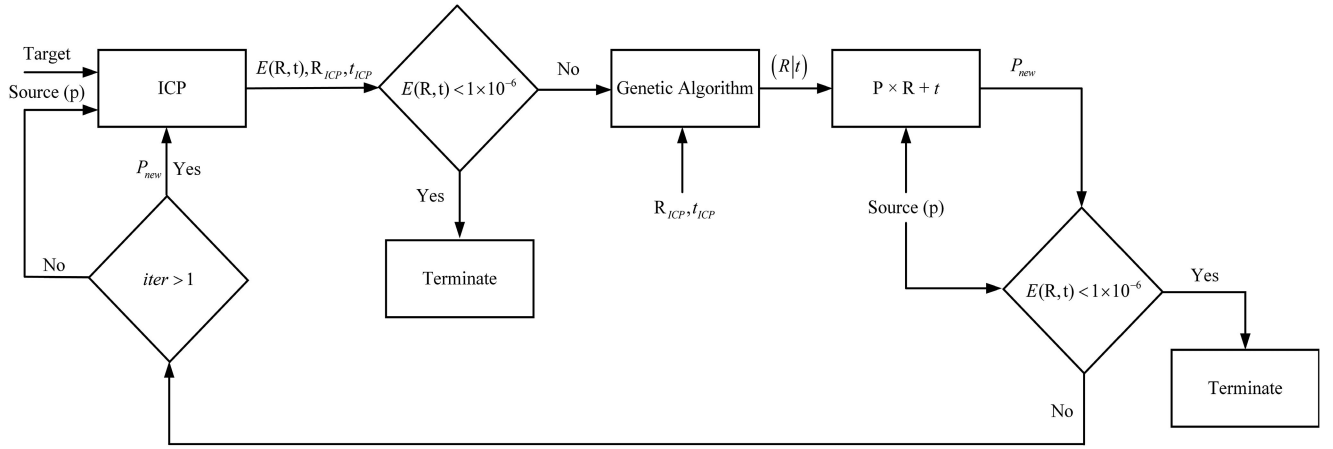 Target
Source (p)
ICP
E(R, t), R_ICP, t_ICP
E(R, t) < 1×10⁻⁶
No
Genetic Algorithm
(R|t)
P × R + t
P_new
P_new Yes
Yes
R_ICP, t_ICP
Source (p)
No
iter > 1
Terminate
E(R, t) < 1×10⁻⁶
Yes
Terminate
No